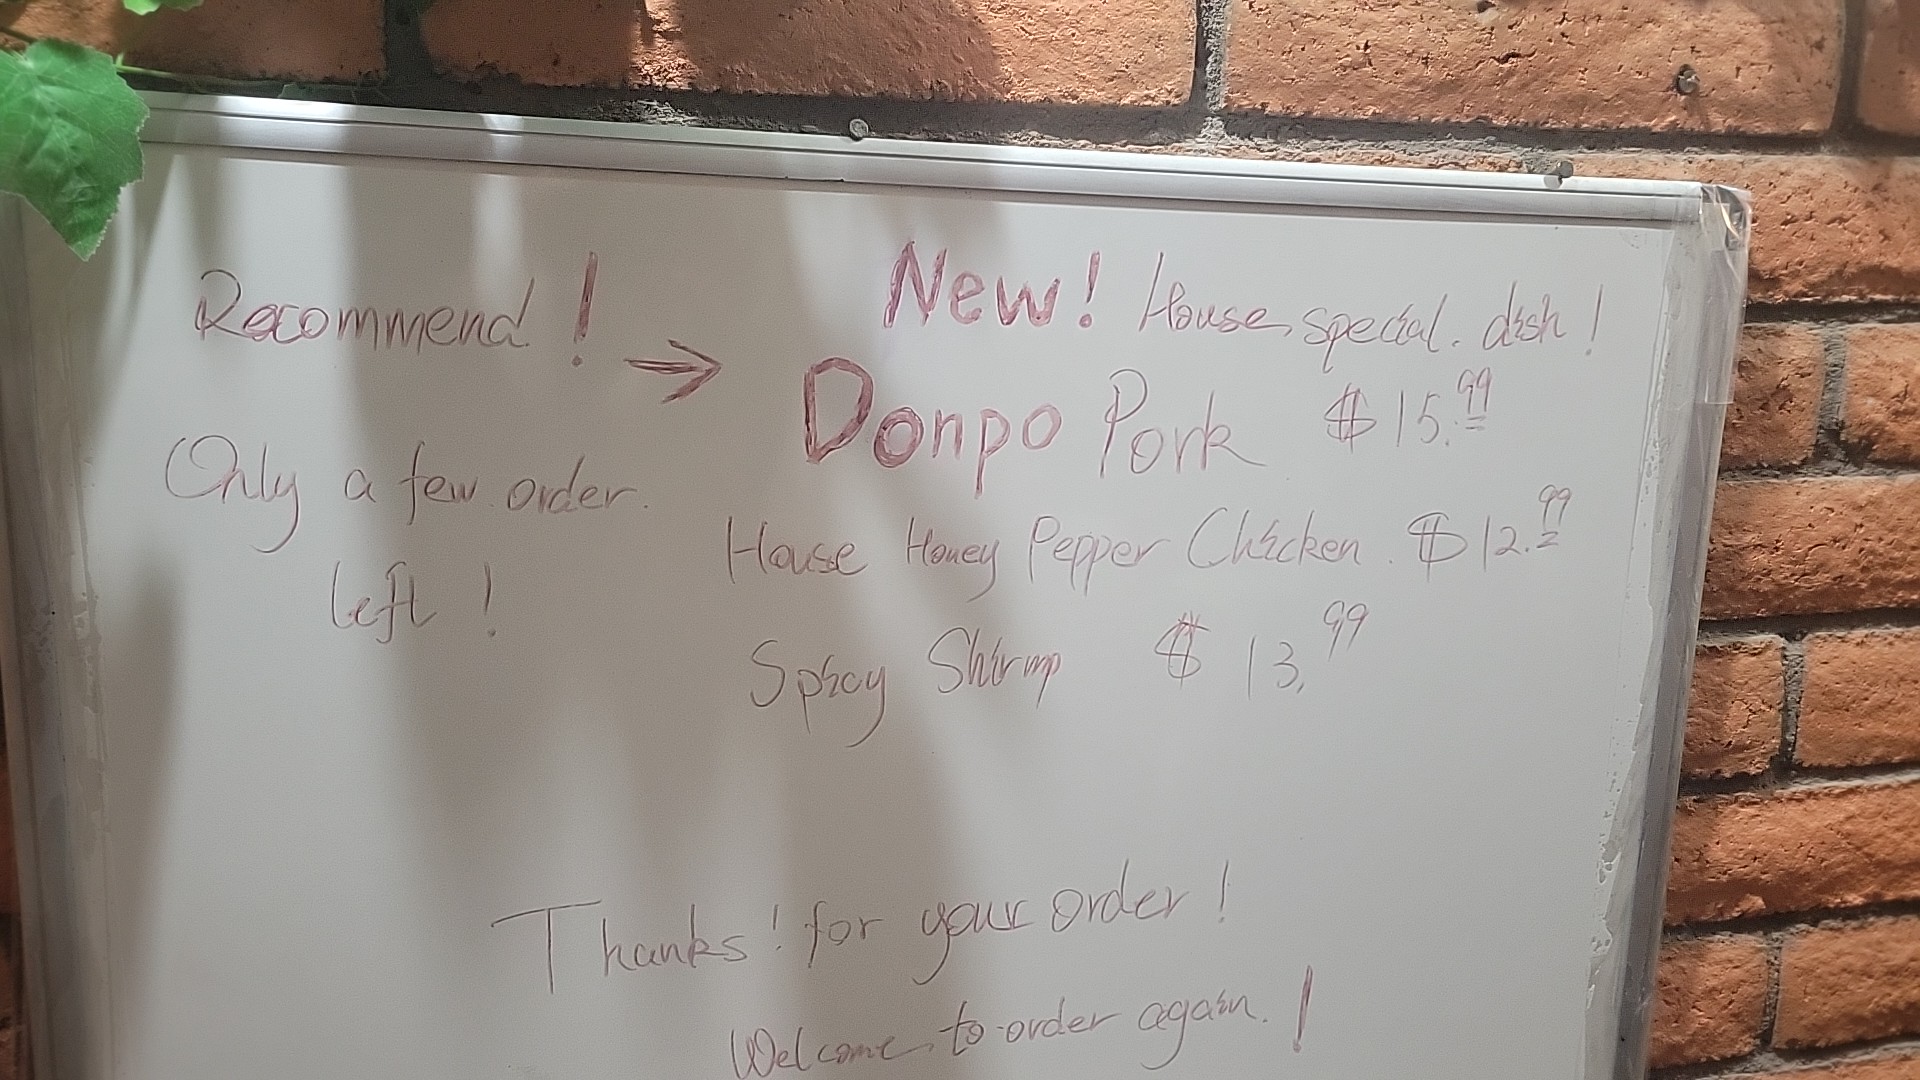 Recommend!
→
Only a few order.
left!
New! House special. dish!
Donpo Pork $15.99
House Honey Pepper Chicken. $12.99
Spicy Shirmp $13.99
Thanks! for your order!
Welcome to order again.!